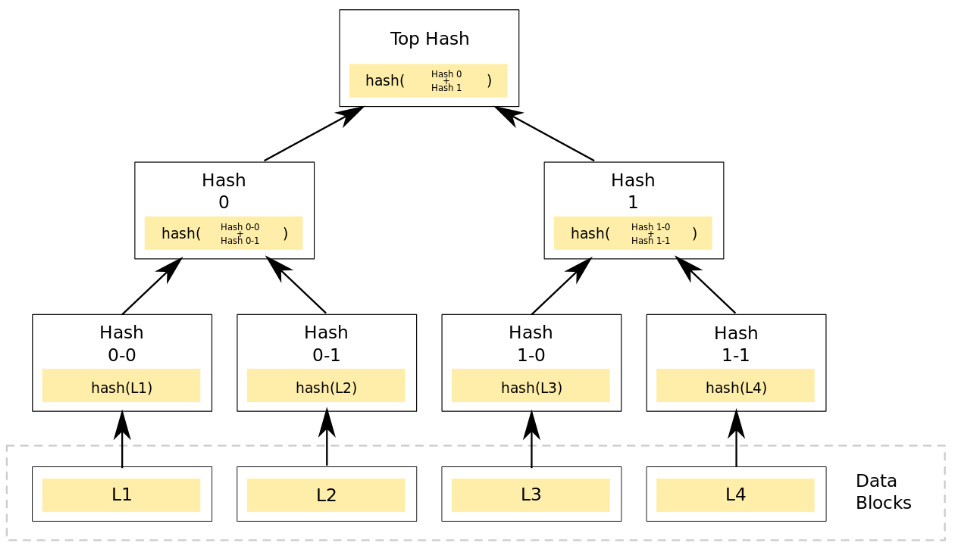 Top Hash
hash( Hash 0 + Hash 1 )
Hash
0
hash( Hash 0-0 + Hash 0-1 )
Hash
1
hash( Hash 1-0 + Hash 1-1 )
Hash
0-0
hash(L1)
Hash
0-1
hash(L2)
Hash
1-0
hash(L3)
Hash
1-1
hash(L4)
L1
L2
L3
L4
Data
Blocks